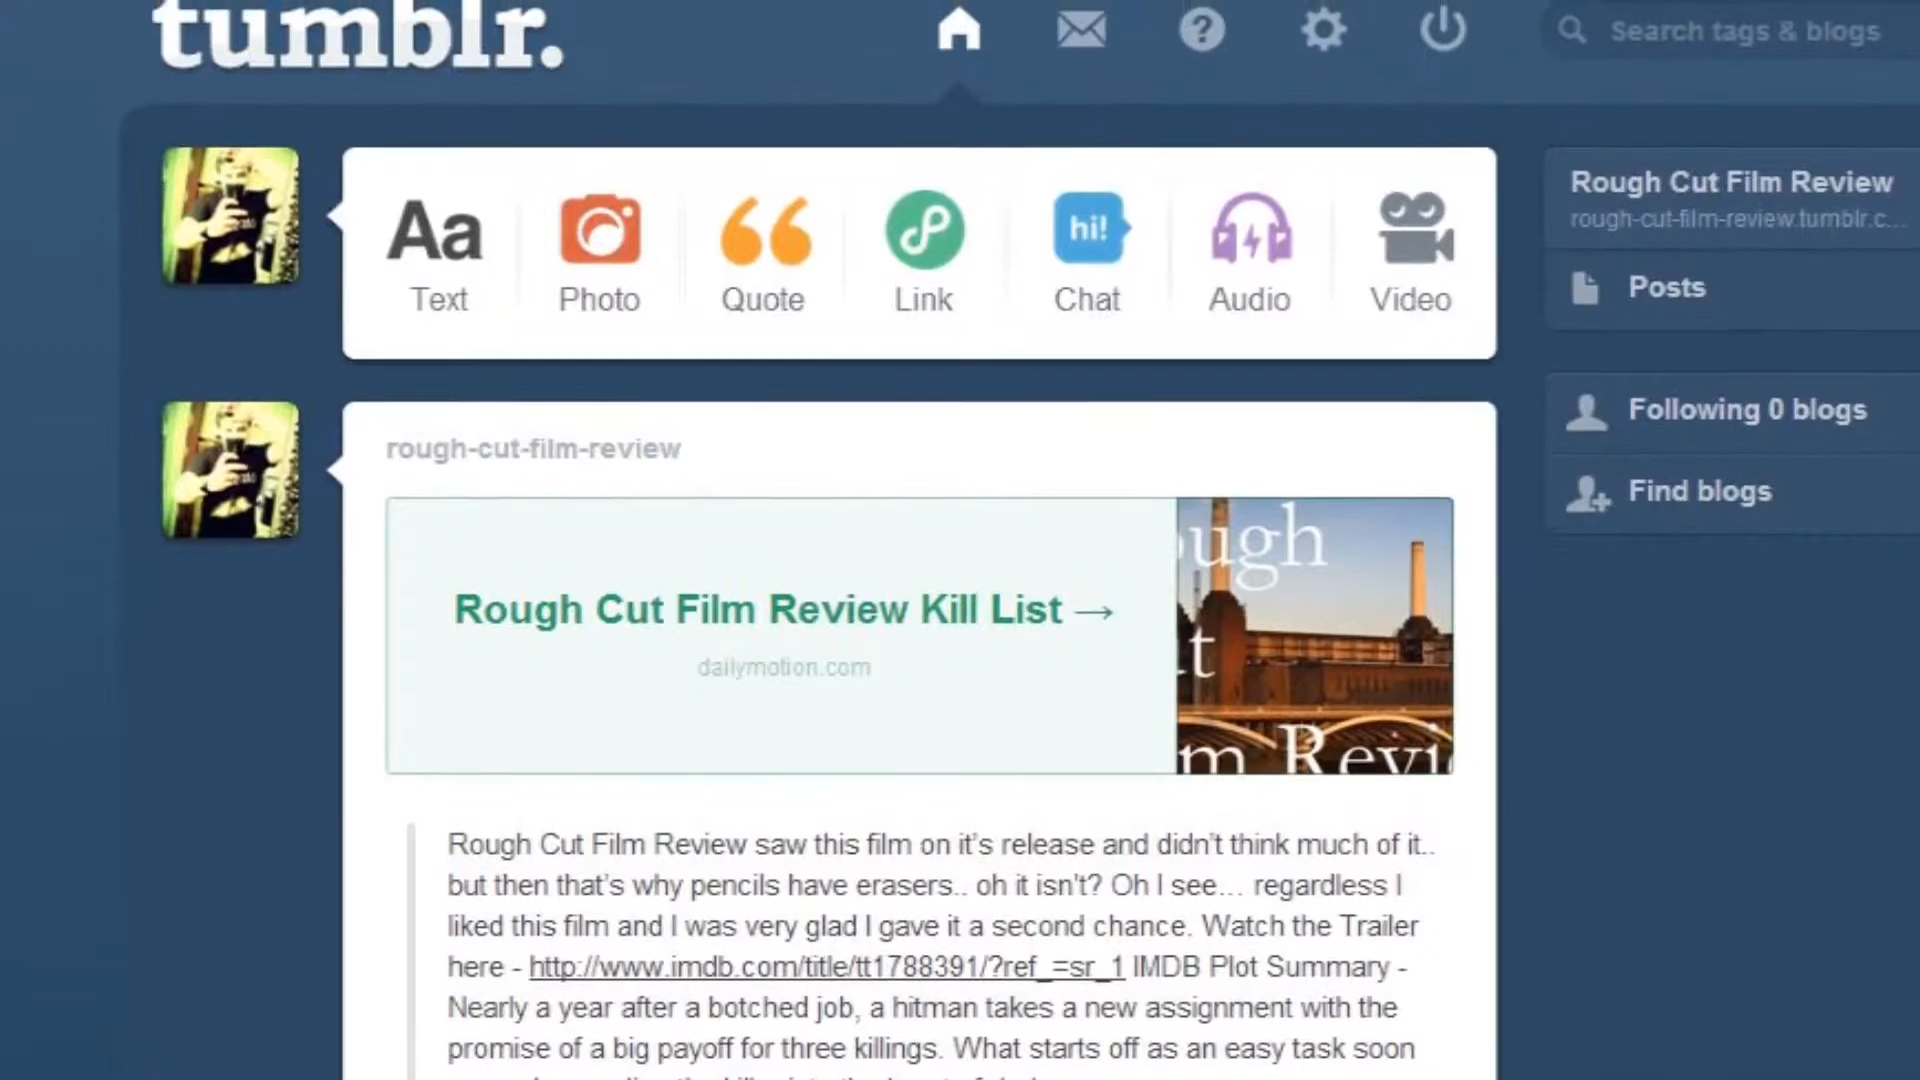 tumblr.
Search tags & blogs
Aa
hi!
Text
Photo
Quote
Link
Chat
Audio
Video
Rough Cut Film Review
rough-cut-film-review.tumblr.c...
Posts
Following 0 blogs
Find blogs
rough-cut-film-review
Rough Cut Film Review Kill List →
dailymotion.com
ough
t
m Revi
Rough Cut Film Review saw this film on it's release and didn't think much of it..
but then that's why pencils have erasers.. oh it isn't? Oh I see... regardless I
liked this film and I was very glad I gave it a second chance. Watch the Trailer
here - http://www.imdb.com/title/tt1788391/?ref_=sr_1 IMDB Plot Summary -
Nearly a year after a botched job, a hitman takes a new assignment with the
promise of a big payoff for three killings. What starts off as an easy task soon